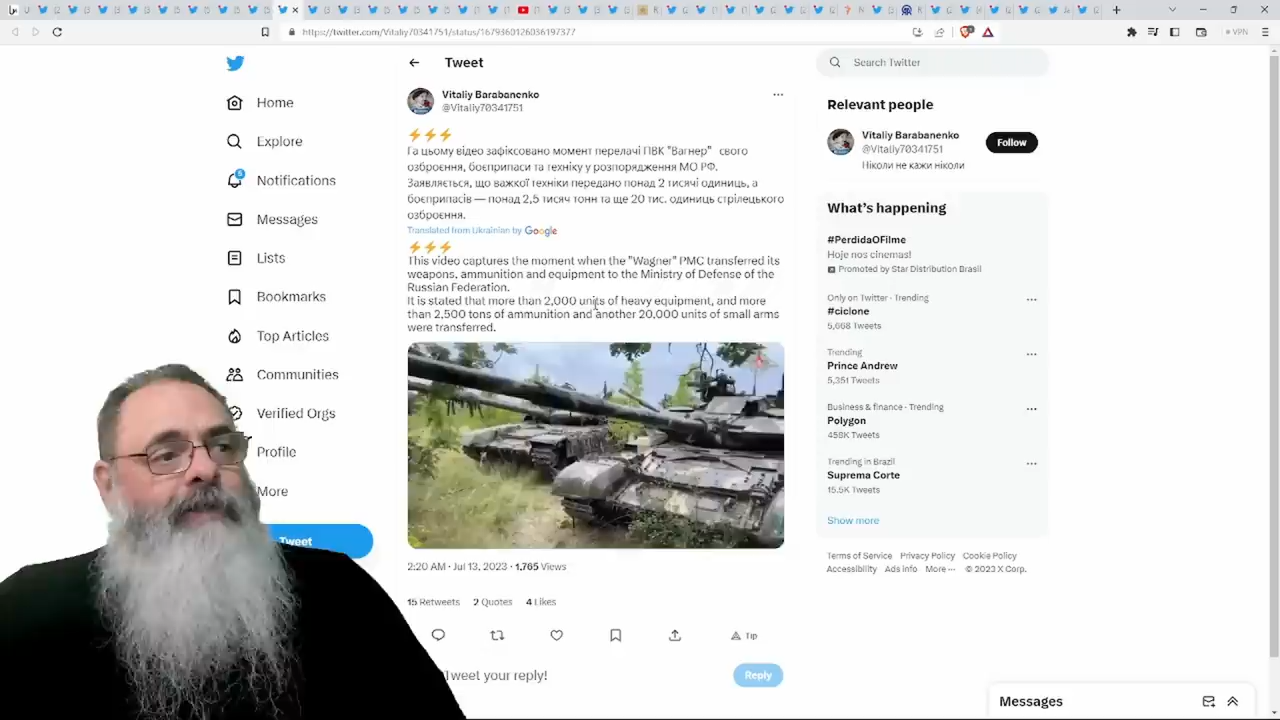 https://twitter.com/Vitaliy70341751/status/1679360126036197377
VPN
Home
Explore
6
Notifications
Messages
Lists
Bookmarks
Top Articles
Communities
Verified Orgs
Profile
More
Tweet
Tweet
Vitaliy Barabanenko
@Vitaliy70341751
⚡⚡⚡
Га цьому відео зафіксовано момент перелачі ПВК "Вагнер" свого
озброєння, боєприпаси та техніку у розпорядження МО РФ.
Заявляється, що важкої техніки передано понад 2 тисячі одиниць, а
боєприпасів — понад 2,5 тисяч тонн та ще 20 тис. одиниць стрілецького
озброєння.
Translated from Ukrainian by Google
⚡⚡⚡
This video captures the moment when the "Wagner" PMC transferred its
weapons, ammunition and equipment to the Ministry of Defense of the
Russian Federation.
It is stated that more than 2,000 units of heavy equipment, and more
than 2,500 tons of ammunition and another 20,000 units of small arms
were transferred.
2:20 AM · Jul 13, 2023 · 1,765 Views
15 Retweets 2 Quotes 4 Likes
Tip
Tweet your reply!
Reply
Search Twitter
Relevant people
Vitaliy Barabanenko
@Vitaliy70341751
Follow
Ніколи не кажи ніколи
What's happening
#PerdidaOFilme
Hoje nos cinemas!
Promoted by Star Distribution Brasil
Only on Twitter · Trending
#ciclone
5,668 Tweets
Trending
Prince Andrew
5,351 Tweets
Business & finance · Trending
Polygon
458K Tweets
Trending in Brazil
Suprema Corte
15.5K Tweets
Show more
Terms of Service Privacy Policy Cookie Policy
Accessibility Ads info More ··· © 2023 X Corp.
Messages